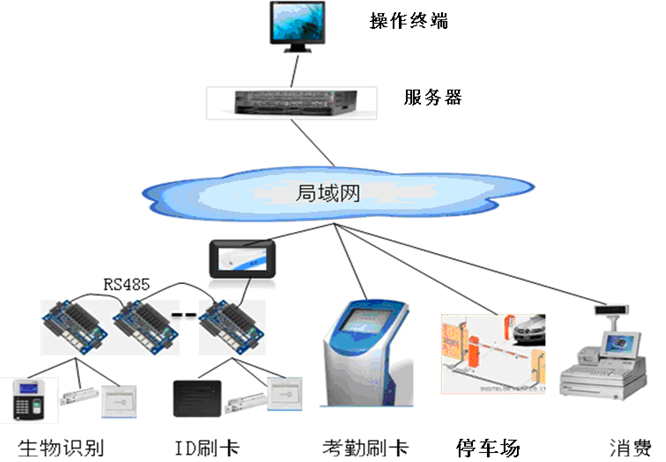 操作终端
服务器
局域网
RS485
生物识别
ID刷卡
考勤刷卡
停车场
消费